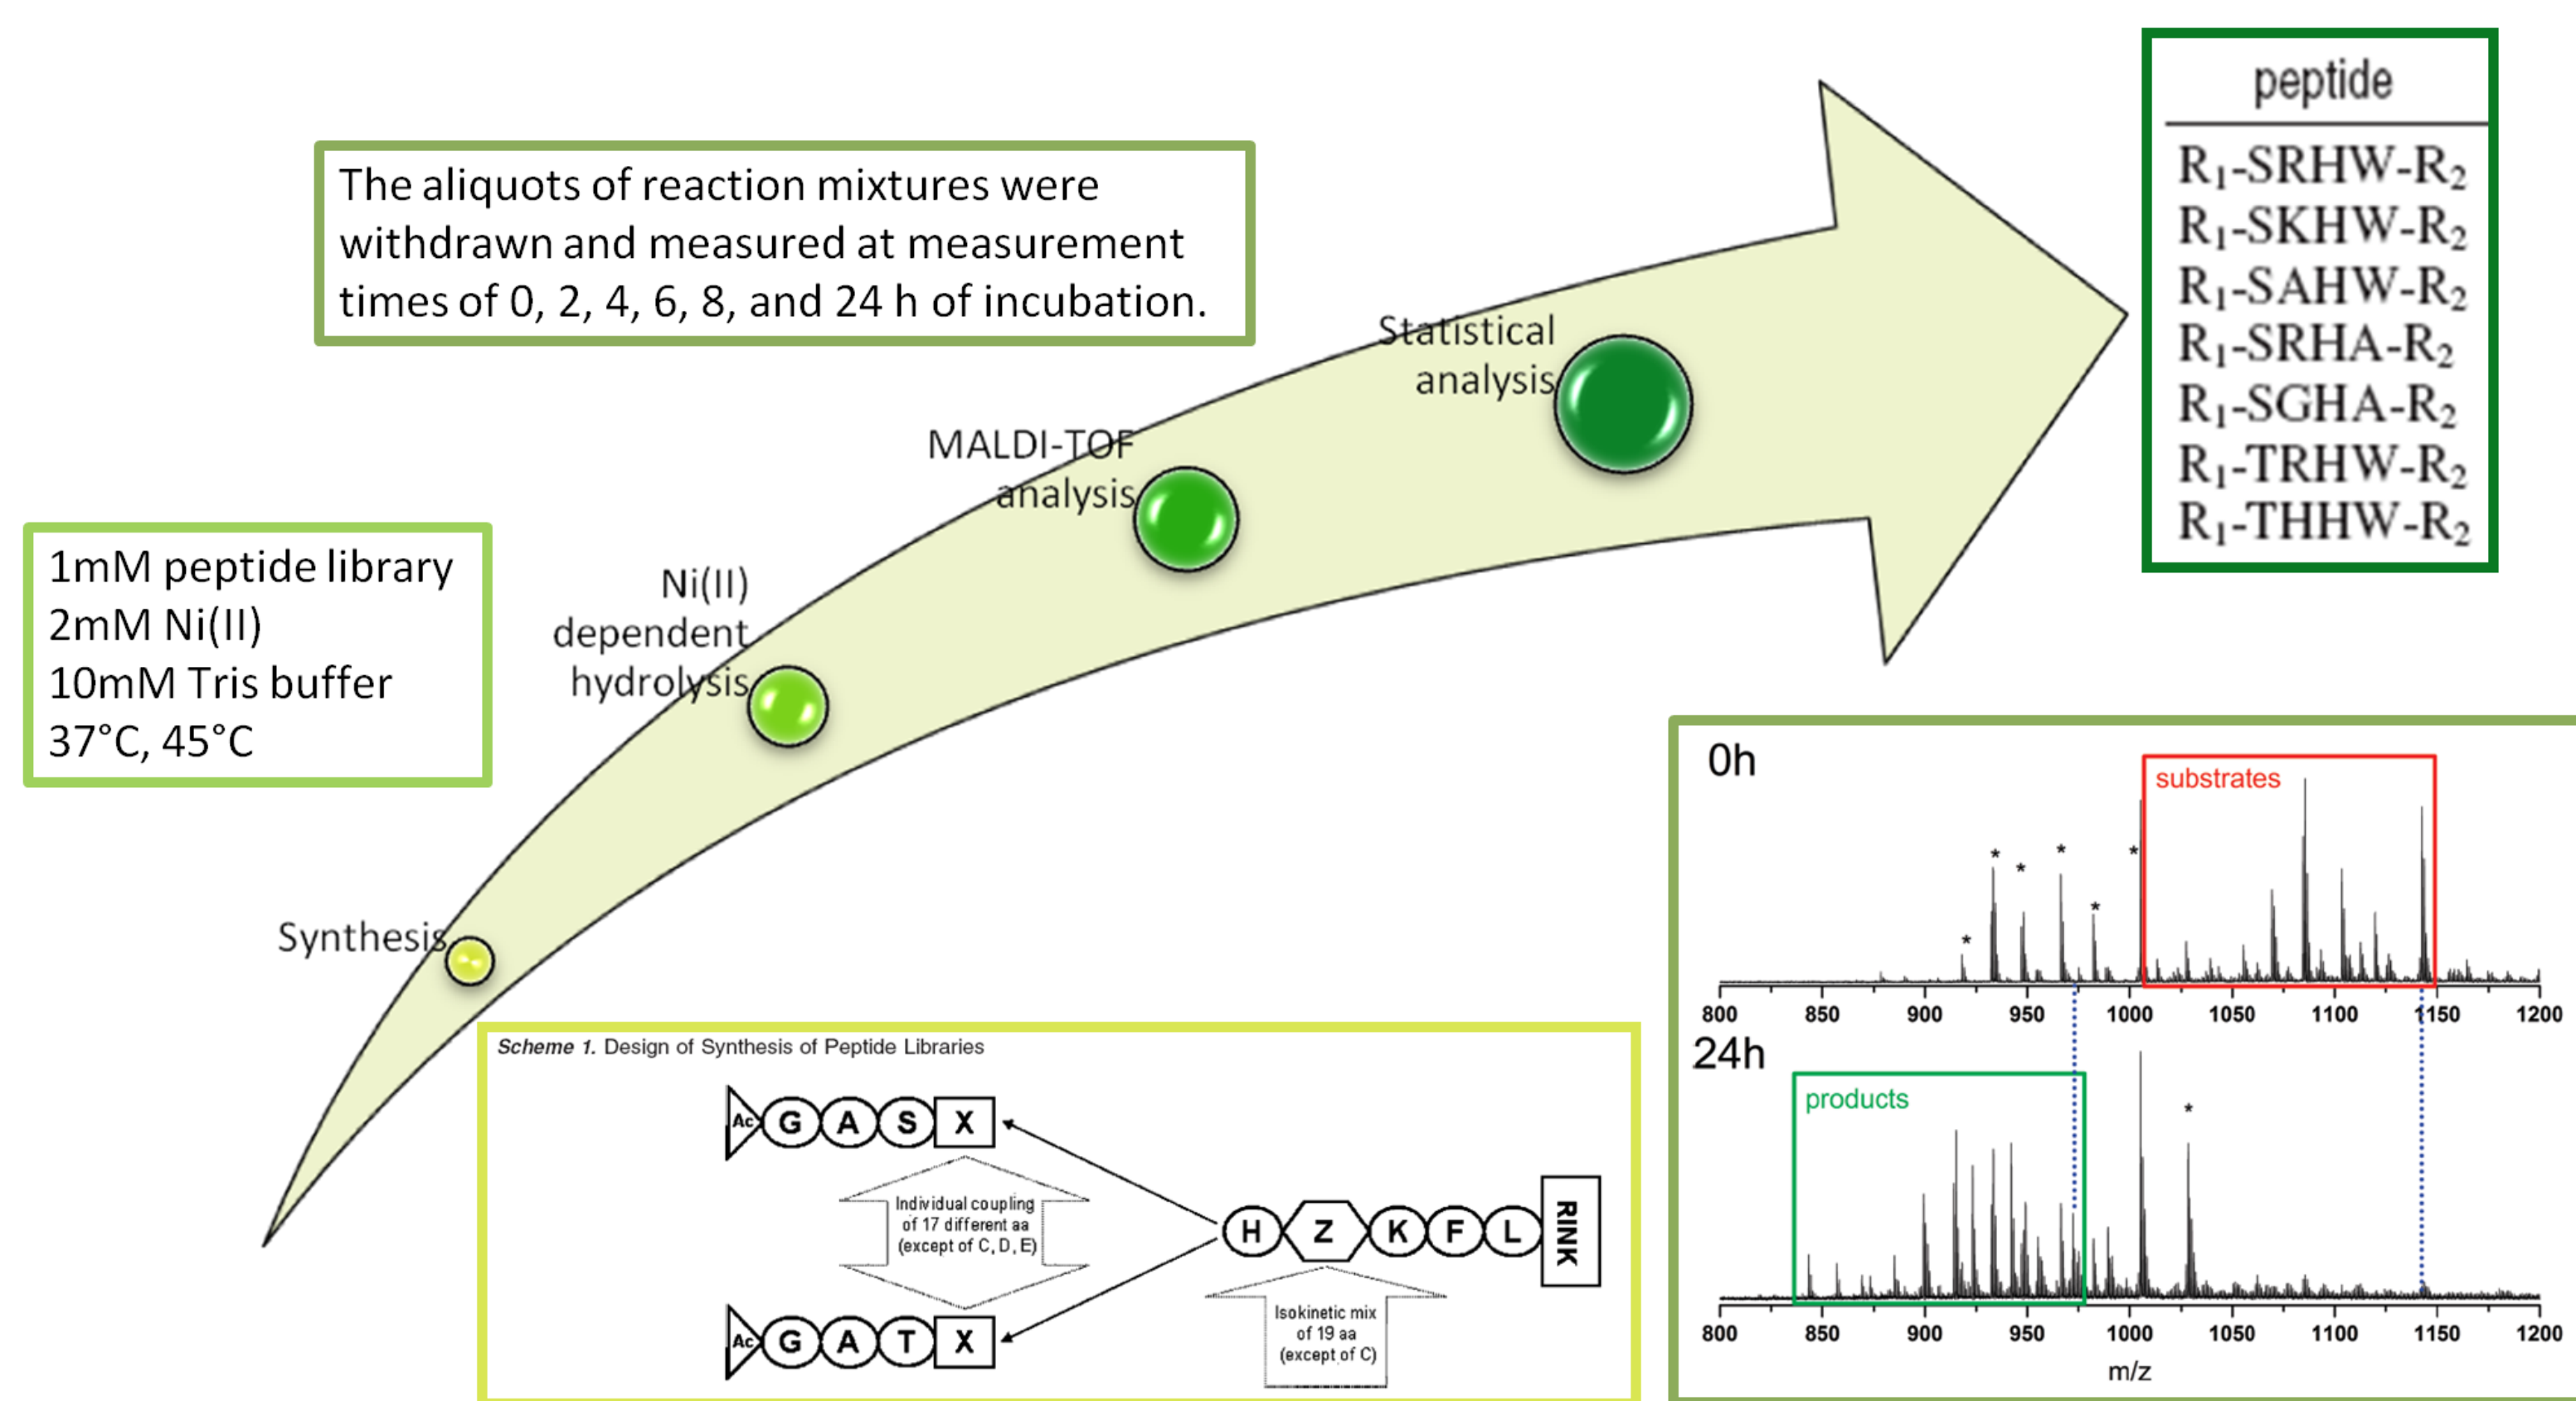 The aliquots of reaction mixtures were
withdrawn and measured at measurement
times of 0, 2, 4, 6, 8, and 24 h of incubation.
peptide
R₁-SRHW-R₂
R₁-SKHW-R₂
R₁-SAHW-R₂
R₁-SRHA-R₂
R₁-SGHA-R₂
R₁-TRHW-R₂
R₁-THHW-R₂
Statistical
analysis
MALDI-TOF
analysis
1mM peptide library
2mM Ni(II)
10mM Tris buffer
37°C, 45°C
Ni(II)
dependent
hydrolysis
Synthesis
Scheme 1. Design of Synthesis of Peptide Libraries
Ac G A S X
Individual coupling
of 17 different aa
(except of C, D, E)
H Z K F L RINK
Isokinetic mix
of 19 aa
(except of C)
Ac G A T X
0h
substrates
* * * * * *
800 850 900 950 1000 1050 1100 1150 1200
24h
products
*
800 850 900 950 1000 1050 1100 1150 1200
m/z